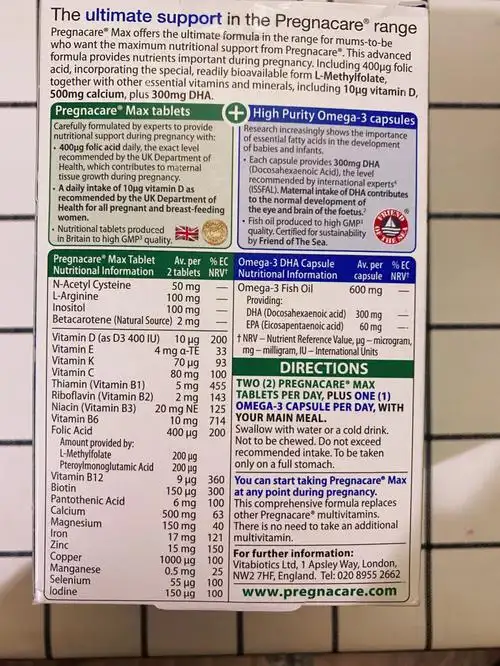 The ultimate support in the Pregnacare® range
Pregnacare® Max offers the ultimate formula in the range for mums-to-be
who want the maximum nutritional support from Pregnacare®. This advanced
formula provides nutrients important during pregnancy. Including 400µg folic
acid, incorporating the special, readily bioavailable form L-Methylfolate,
together with other essential vitamins and minerals, including 10µg vitamin D,
500mg calcium, plus 300mg DHA.
Pregnacare® Max tablets
Carefully formulated by experts to provide
nutritional support during pregnancy with:
• 400µg folic acid daily, the exact level
recommended by the UK Department of
Health, which contributes to maternal
tissue growth during pregnancy.
• A daily intake of 10µg vitamin D as
recommended by the UK Department of
Health for all pregnant and breast-feeding
women.
• Nutritional tablets produced
in Britain to high GMP‡ quality.
+
High Purity Omega-3 capsules
Research increasingly shows the importance
of essential fatty acids in the development
of babies and infants.
• Each capsule provides 300mg DHA
(Docosahexaenoic Acid), the level
recommended by international experts
(ISSFAL). Maternal intake of DHA contributes
to the normal development of
the eye and brain of the foetus.
• Fish oil produced to high GMP‡
quality. Certified for sustainability
by Friend of The Sea.
FRIEND OF THE SEA
Pregnacare® Max Tablet Av. per % EC
Nutritional Information 2 tablets NRV†
N-Acetyl Cysteine 50 mg —
L-Arginine 100 mg —
Inositol 100 mg —
Betacarotene (Natural Source) 2 mg —
Vitamin D (as D3 400 IU) 10 µg 200
Vitamin E 4 mg α-TE 33
Vitamin K 70 µg 93
Vitamin C 80 mg 100
Thiamin (Vitamin B1) 5 mg 455
Riboflavin (Vitamin B2) 2 mg 143
Niacin (Vitamin B3) 20 mg NE 125
Vitamin B6 10 mg 714
Folic Acid 400 µg 200
Amount provided by:
L-Methylfolate 200 µg
Pteroylmonoglutamic Acid 200 µg
Vitamin B12 9 µg 360
Biotin 150 µg 300
Pantothenic Acid 6 mg 100
Calcium 500 mg 63
Magnesium 150 mg 40
Iron 17 mg 121
Zinc 15 mg 150
Copper 1000 µg 100
Manganese 0.5 mg 25
Selenium 55 µg 100
Iodine 150 µg 100
Omega-3 DHA Capsule Av. per % EC
Nutritional Information capsule NRV†
Omega-3 Fish Oil 600 mg —
Providing:
DHA (Docosahexaenoic acid) 300 mg —
EPA (Eicosapentaenoic acid) 60 mg —
† NRV – Nutrient Reference Value, µg – microgram,
mg – milligram, IU – International Units
DIRECTIONS
TWO (2) PREGNACARE® MAX
TABLETS PER DAY, PLUS ONE (1)
OMEGA-3 CAPSULE PER DAY, WITH
YOUR MAIN MEAL.
Swallow with water or a cold drink.
Not to be chewed. Do not exceed
recommended intake. To be taken
only on a full stomach.
You can start taking Pregnacare® Max
at any point during pregnancy.
This comprehensive formula replaces
other Pregnacare® multivitamins.
There is no need to take an additional
multivitamin.
For further information:
Vitabiotics Ltd, 1 Apsley Way, London,
NW2 7HF, England. Tel: 020 8955 2662
www.pregnacare.com